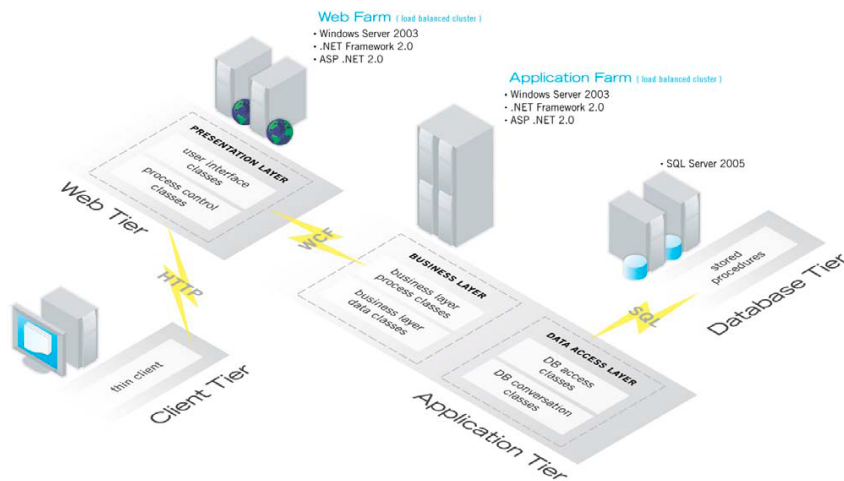 Web Farm ( load balanced cluster )
• Windows Server 2003
• .NET Framework 2.0
• ASP .NET 2.0
Application Farm ( load balanced cluster )
• Windows Server 2003
• .NET Framework 2.0
• ASP .NET 2.0
• SQL Server 2005
PRESENTATION LAYER
user interface
classes
process control
classes
Web Tier
WCF
HTTP
thin client
Client Tier
BUSINESS LAYER
business layer
process classes
business layer
data classes
DATA ACCESS LAYER
DB access
classes
DB conversation
classes
Application Tier
SQL
stored
procedures
Database Tier